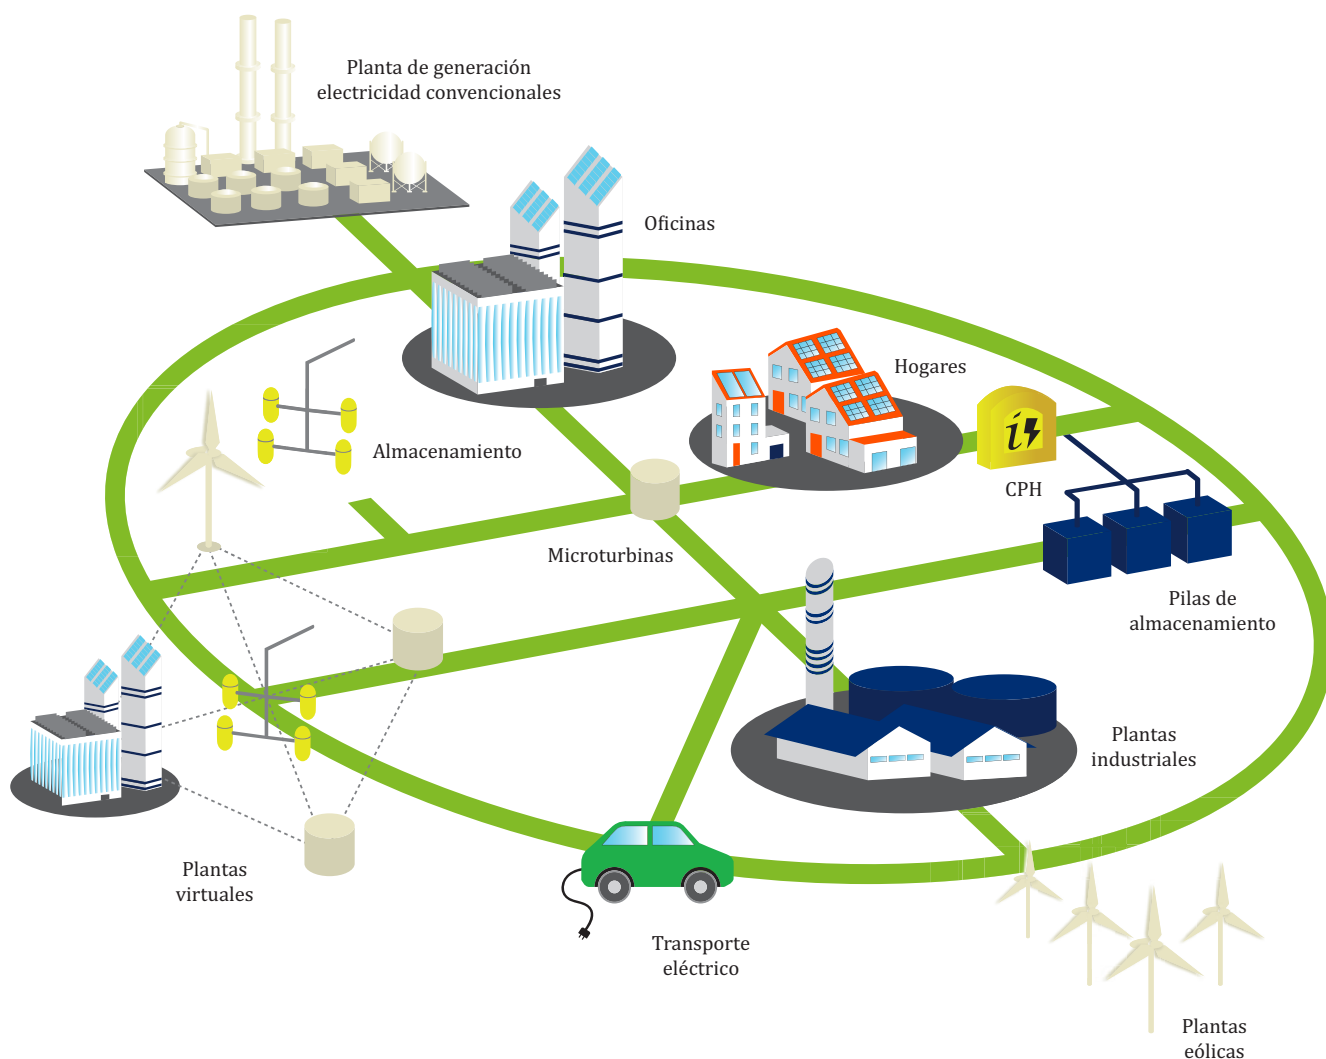 Planta de generación
electricidad convencionales
Oficinas
Hogares
Almacenamiento
CPH
Microturbinas
Pilas de
almacenamiento
Plantas
industriales
Plantas
virtuales
Transporte
eléctrico
Plantas
eólicas